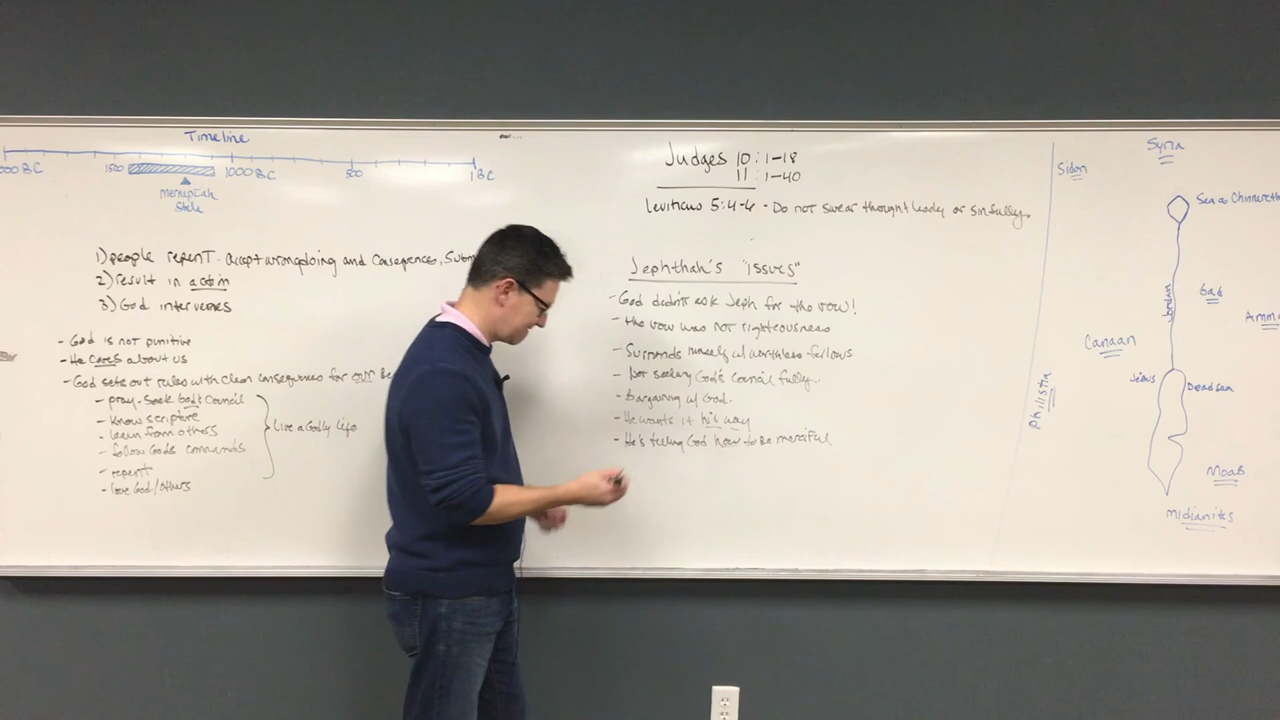 Timeline
000 BC
1500
1000 BC
500
1 BC
Merneptah
Stele
1) people repent - accept wrongdoing and consequence, Subm
2) result in action
3) God intervenes
- God is not punitive
- He cares about us
- God sets out rules with clear consequences for our Be
- pray - Seek God's Council
- Know scripture
- learn from others
- follow Gods commands
- repent
- love God/others
Live a Godly life
Judges 10:1-18
11:1-40
Leviticus 5:4-6 - Do not swear thoughtlessly or sinfully.
Jephthah's "Issues"
- God didn't ask Jeph for the vow!
- the vow was not righteousness
- Surrounds himself w/ worthless fellows
- Not seeking God's Council fully.
- Bargaining w/ God.
- He wants it his way
- He's telling God how to be merciful
Syria
Sidon
Sea of Chinnereth
Jordan
Gad
Ammo
Canaan
Philistia
Jebus
Dead Sea
Moab
Midianites